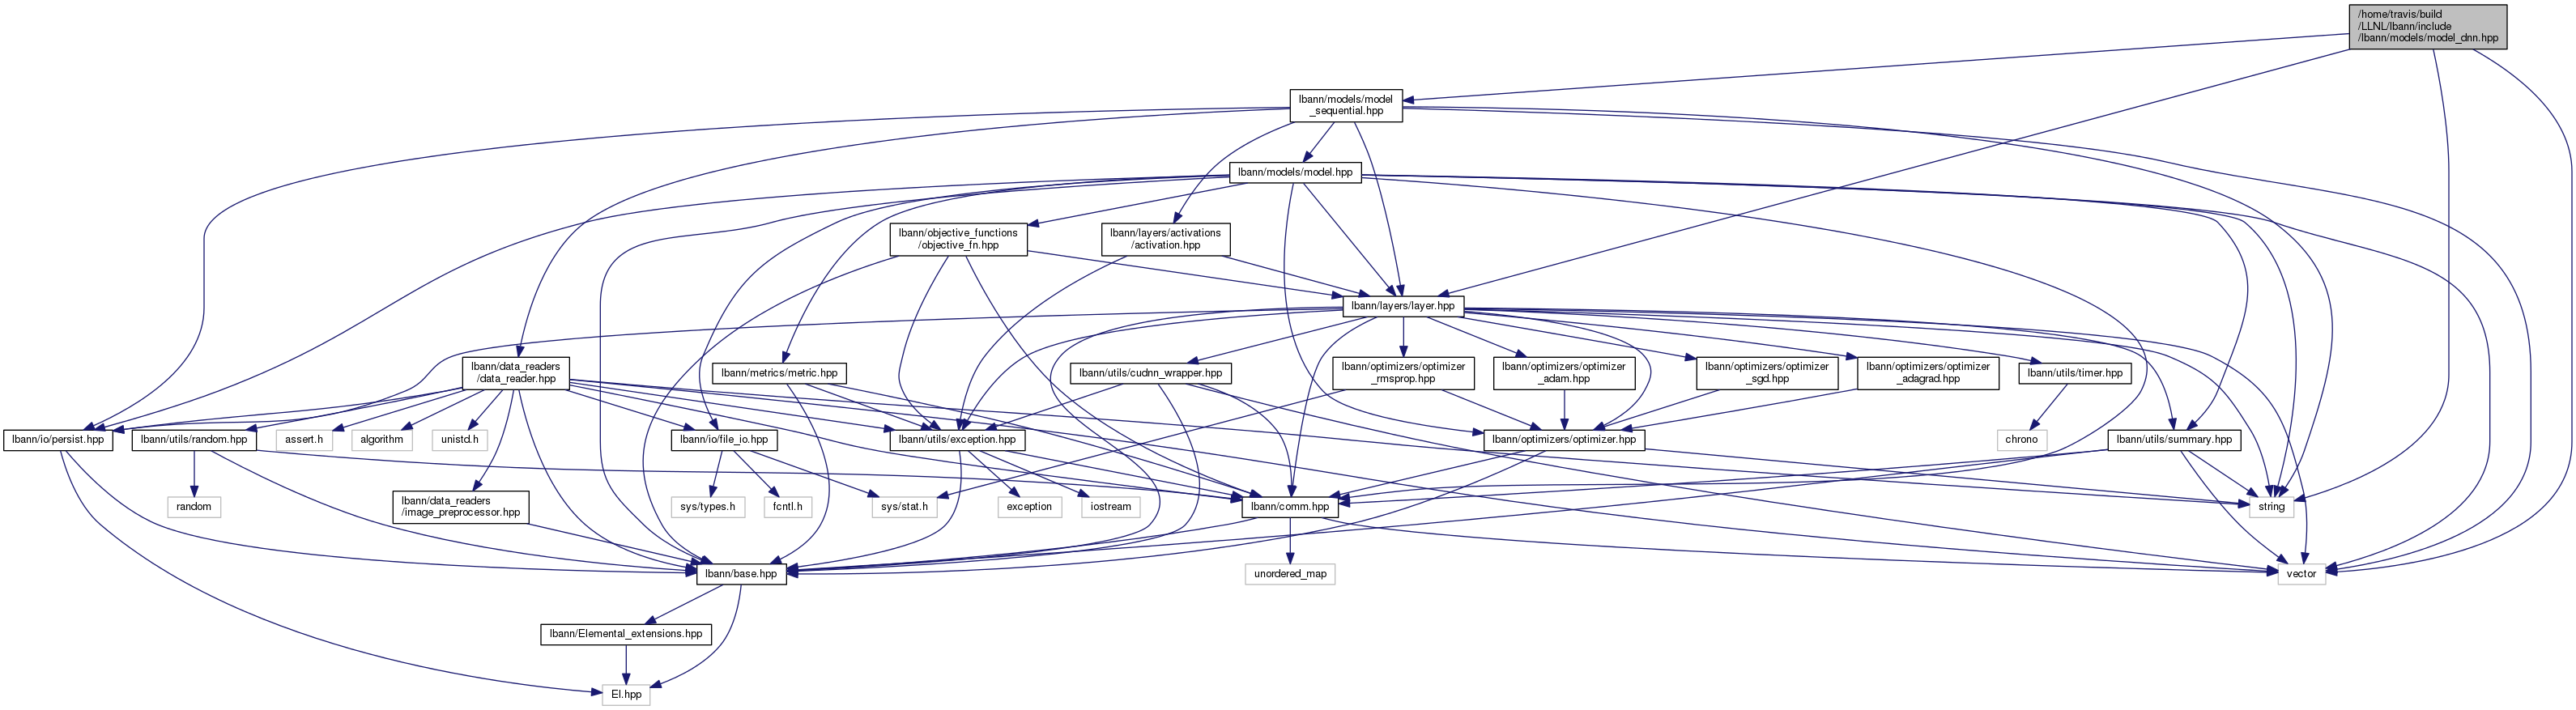 /home/travis/build
/LLNL/lbann/include
/lbann/models/model_dnn.hpp
lbann/models/model
_sequential.hpp
lbann/models/model.hpp
lbann/objective_functions
/objective_fn.hpp
lbann/layers/activations
/activation.hpp
lbann/layers/layer.hpp
lbann/data_readers
/data_reader.hpp
lbann/metrics/metric.hpp
lbann/utils/cudnn_wrapper.hpp
lbann/optimizers/optimizer
_rmsprop.hpp
lbann/optimizers/optimizer
_adam.hpp
lbann/optimizers/optimizer
_sgd.hpp
lbann/optimizers/optimizer
_adagrad.hpp
lbann/utils/timer.hpp
lbann/io/persist.hpp
lbann/utils/random.hpp
assert.h
algorithm
unistd.h
lbann/io/file_io.hpp
lbann/utils/exception.hpp
lbann/optimizers/optimizer.hpp
chrono
lbann/utils/summary.hpp
random
lbann/data_readers
/image_preprocessor.hpp
sys/types.h
fcntl.h
sys/stat.h
exception
iostream
lbann/comm.hpp
string
lbann/base.hpp
unordered_map
vector
lbann/Elemental_extensions.hpp
El.hpp